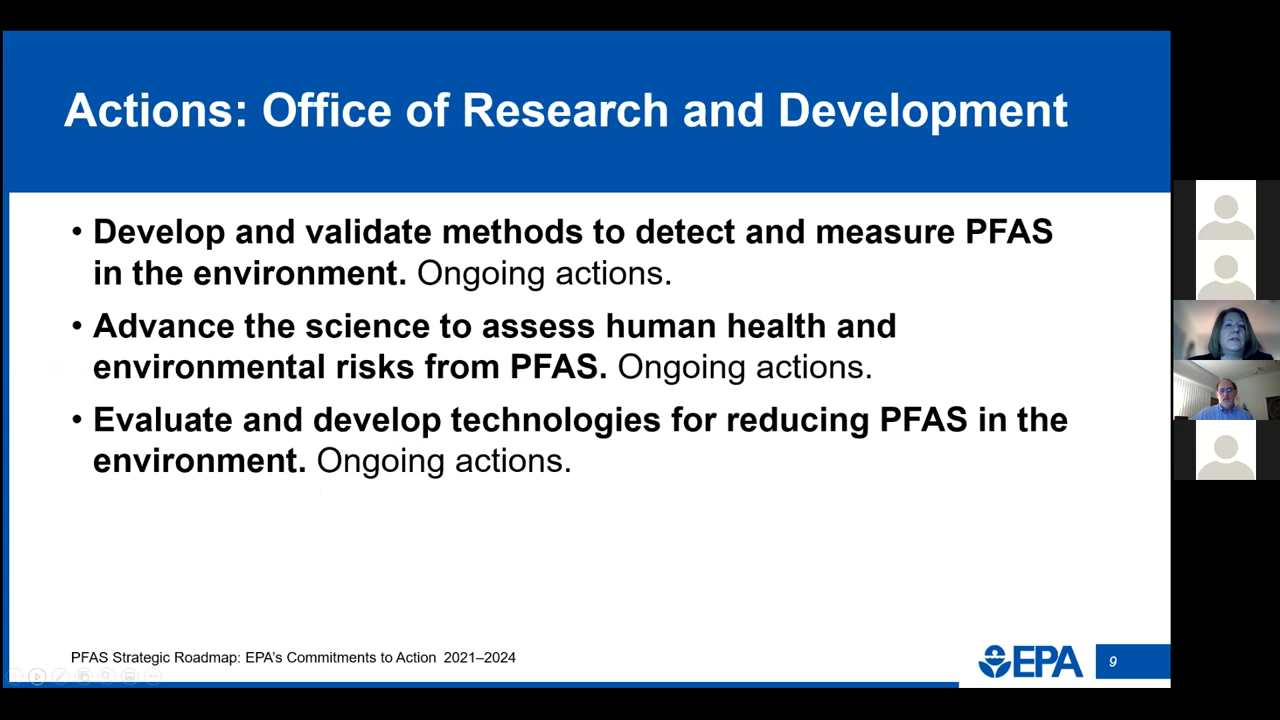 Actions: Office of Research and Development
• Develop and validate methods to detect and measure PFAS
in the environment. Ongoing actions.
• Advance the science to assess human health and
environmental risks from PFAS. Ongoing actions.
• Evaluate and develop technologies for reducing PFAS in the
environment. Ongoing actions.
PFAS Strategic Roadmap: EPA's Commitments to Action 2021–2024
EPA
9